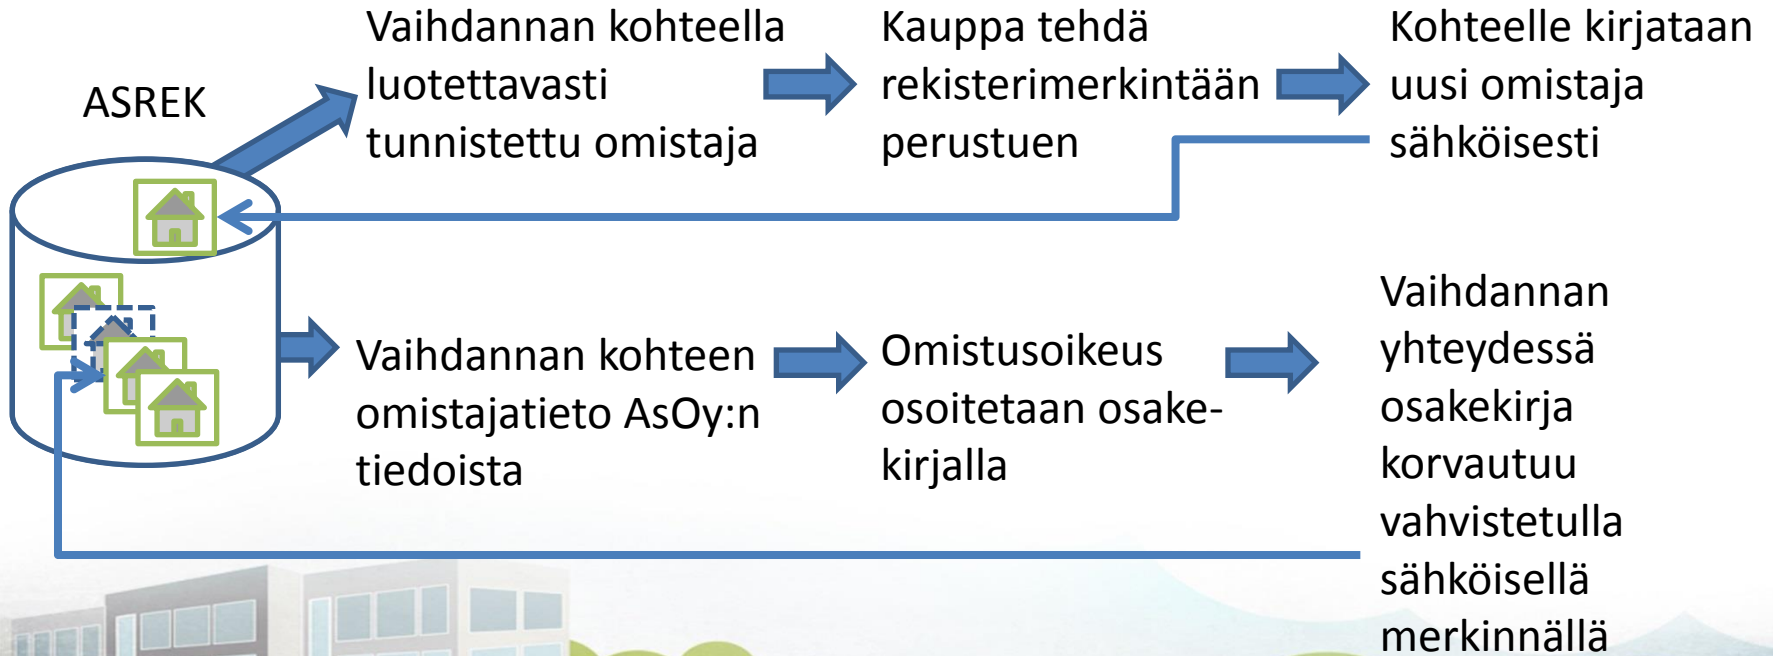 ASREK
Vaihdannan kohteella
luotettavasti
tunnistettu omistaja
Kauppa tehdä
rekisterimerkintään
perustuen
Kohteelle kirjataan
uusi omistaja
sähköisesti
Vaihdannan kohteen
omistajatieto AsOy:n
tiedoista
Omistusoikeus
osoitetaan osake-
kirjalla
Vaihdannan
yhteydessä
osakekirja
korvautuu
vahvistetulla
sähköisellä
merkinnällä